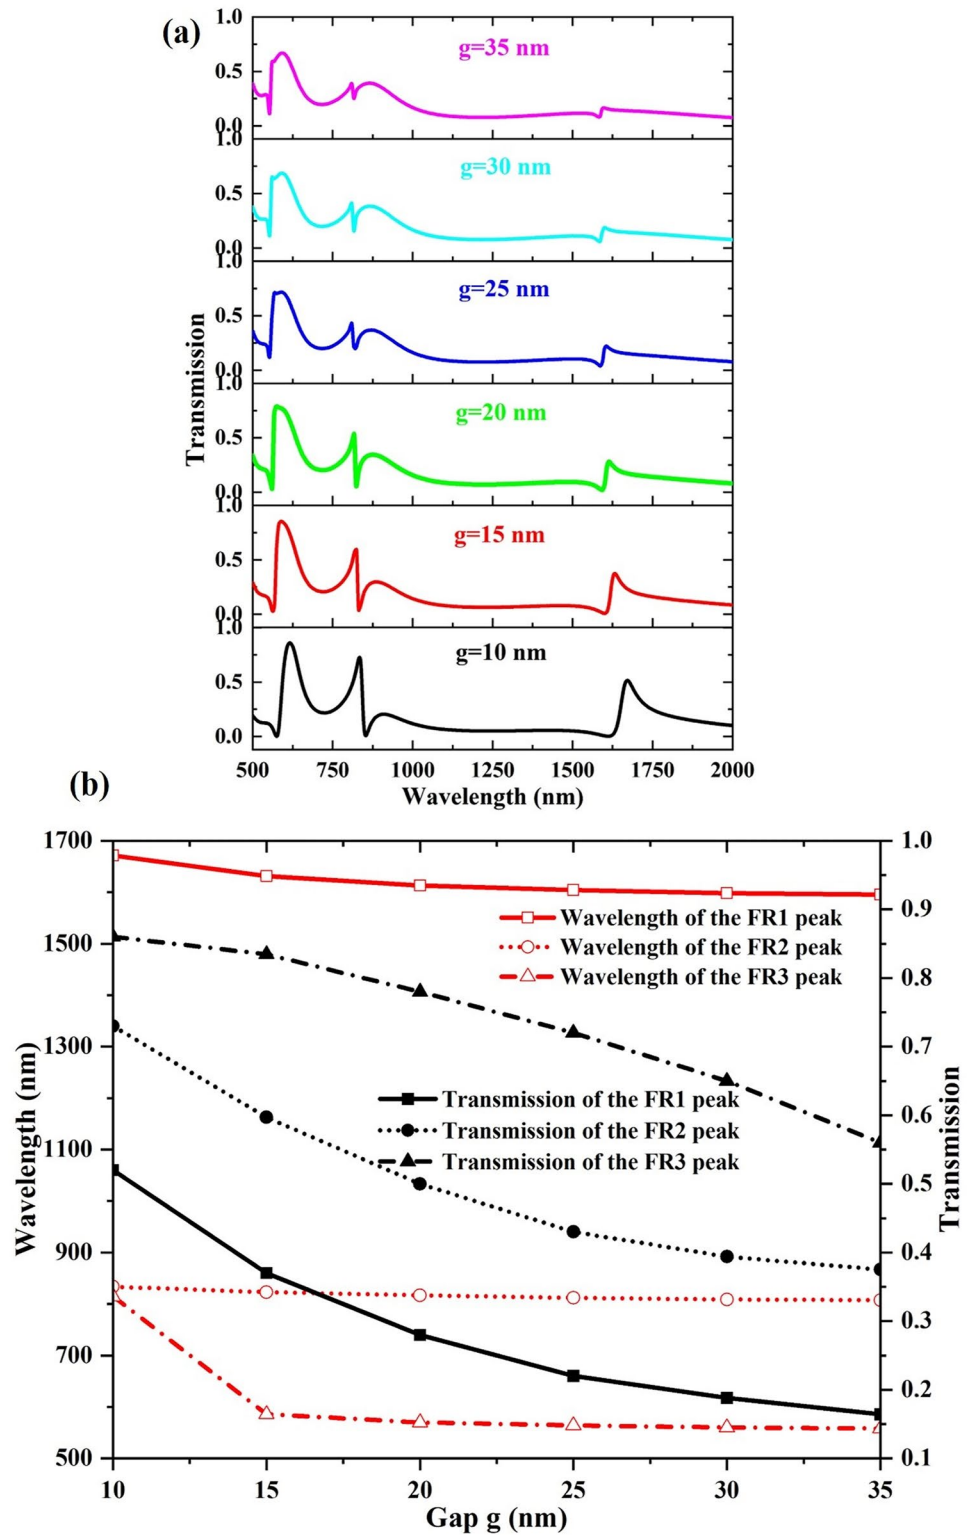 (a)
Transmission
1.0
g=35 nm
0.5
0.0
1.0
g=30 nm
0.5
0.0
1.0
g=25 nm
0.5
0.0
1.0
g=20 nm
0.5
0.0
1.0
g=15 nm
0.5
0.0
1.0
g=10 nm
0.5
0.0
500 750 1000 1250 1500 1750 2000
Wavelength (nm)
(b)
Wavelength (nm)
1700
1500
1300
1100
900
700
500
Wavelength of the FR1 peak
Wavelength of the FR2 peak
Wavelength of the FR3 peak
Transmission of the FR1 peak
Transmission of the FR2 peak
Transmission of the FR3 peak
1.0
0.9
0.8
0.7
0.6
0.5
0.4
0.3
0.2
0.1
Transmission
10 15 20 25 30 35
Gap g (nm)